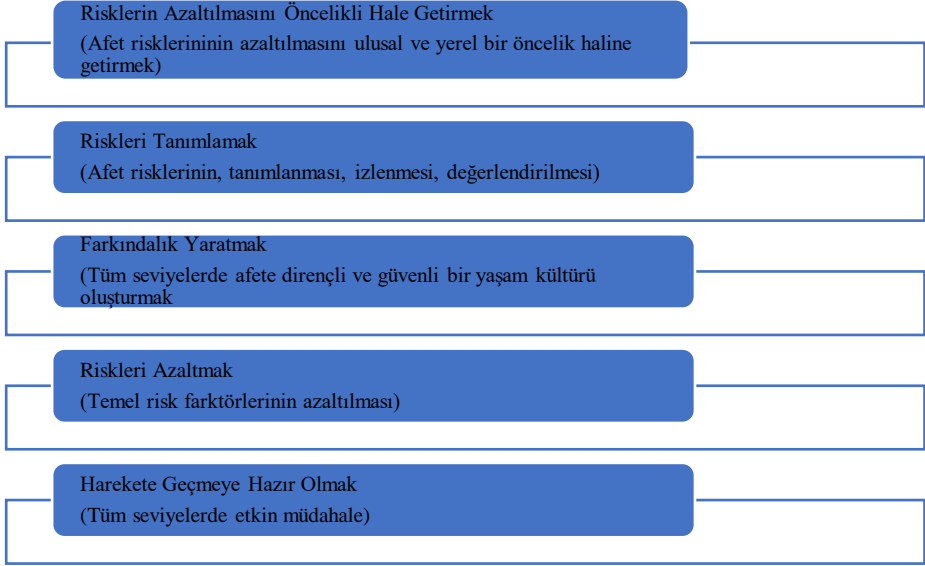 Risklerin Azaltılmasını Öncelikli Hale Getirmek
(Afet risklerininin azaltılmasını ulusal ve yerel bir öncelik haline
getirmek)
Riskleri Tanımlamak
(Afet risklerinin, tanımlanması, izlenmesi, değerlendirilmesi)
Farkındalık Yaratmak
(Tüm seviyelerde afete dirençli ve güvenli bir yaşam kültürü
oluşturmak
Riskleri Azaltmak
(Temel risk farktörlerinin azaltılması)
Harekete Geçmeye Hazır Olmak
(Tüm seviyelerde etkin müdahale)